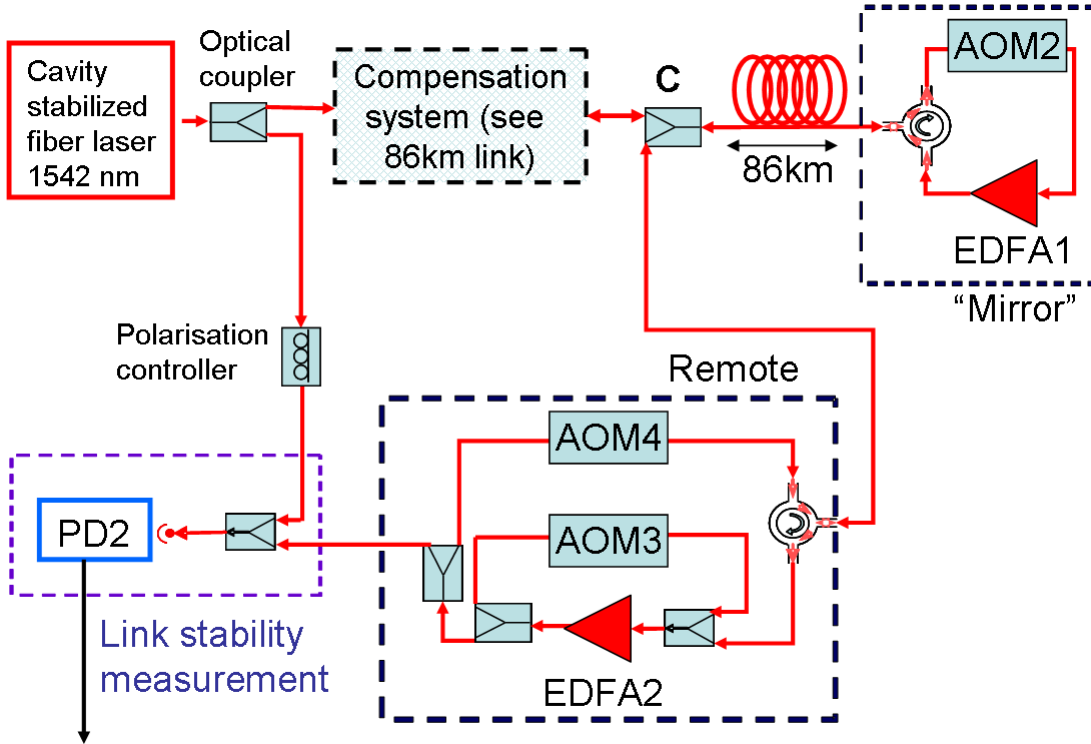 Cavity
stabilized
fiber laser
1542 nm
Optical
coupler
Compensation
system (see
86km link)
C
86km
AOM2
EDFA1
“Mirror”
Polarisation
controller
Remote
AOM4
AOM3
EDFA2
PD2
Link stability
measurement